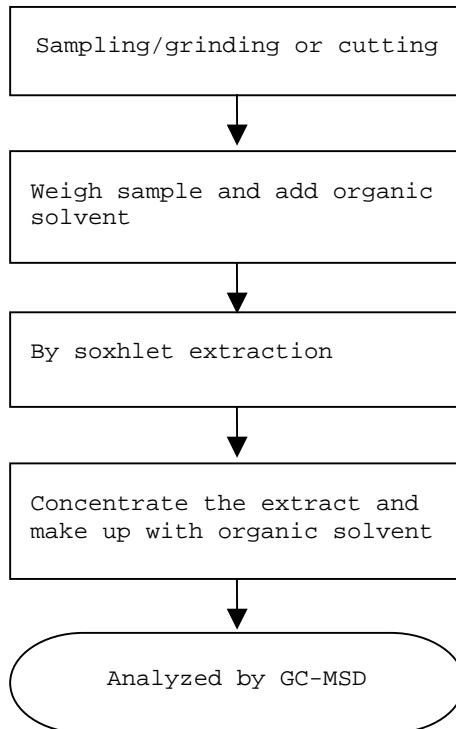 Sampling/grinding or cutting
Weigh sample and add organic
solvent
By soxhlet extraction
Concentrate the extract and
make up with organic solvent
Analyzed by GC-MSD